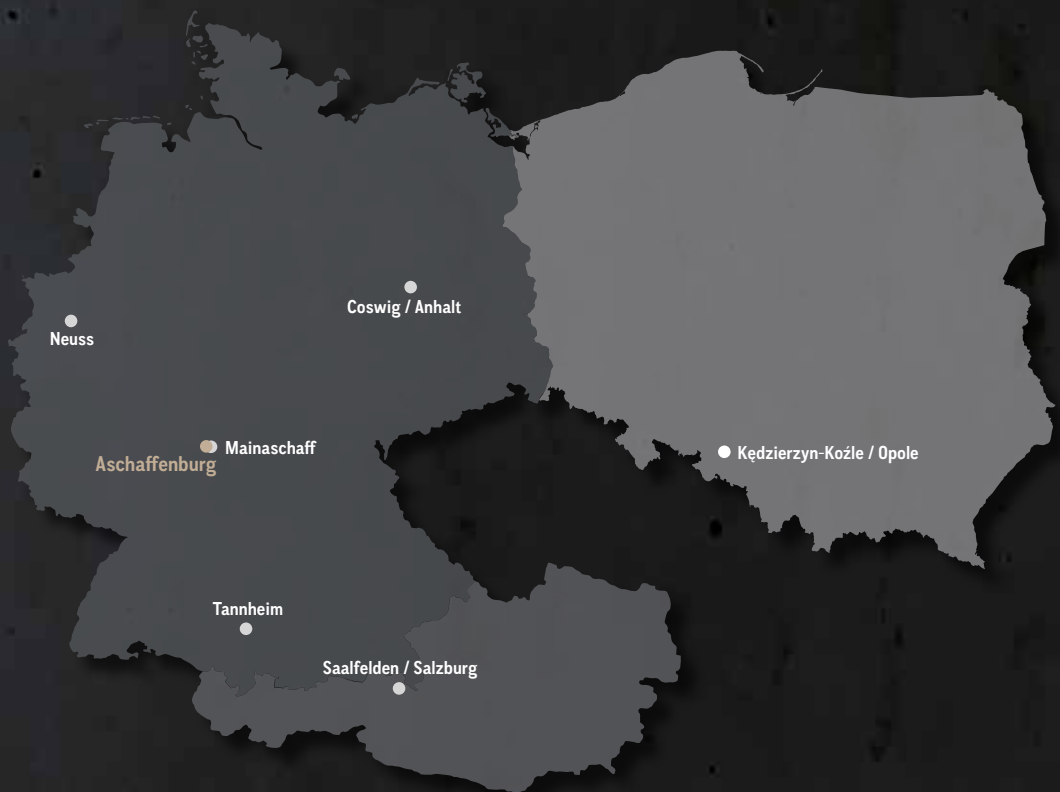 Coswig / Anhalt
Neuss
Mainaschaff
Aschaffenburg
Kędzierzyn-Koźle / Opole
Tannheim
Saalfelden / Salzburg